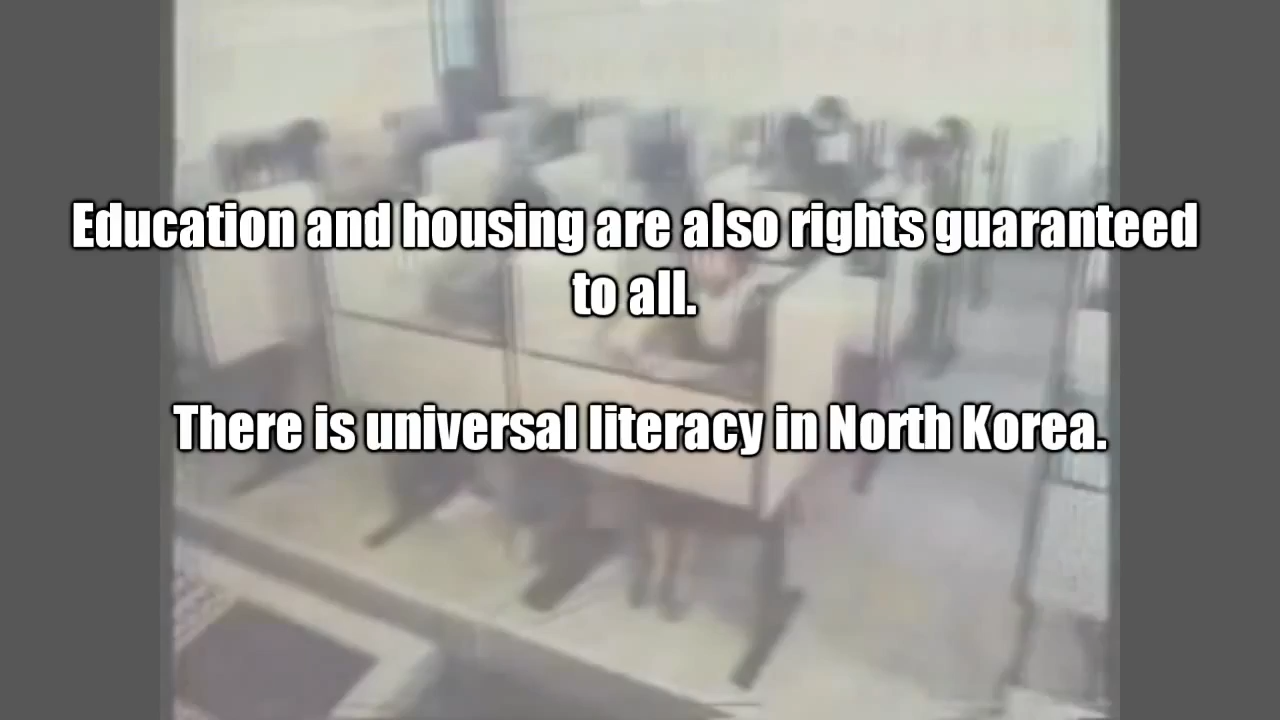 Education and housing are also rights guaranteed
to all.
There is universal literacy in North Korea.